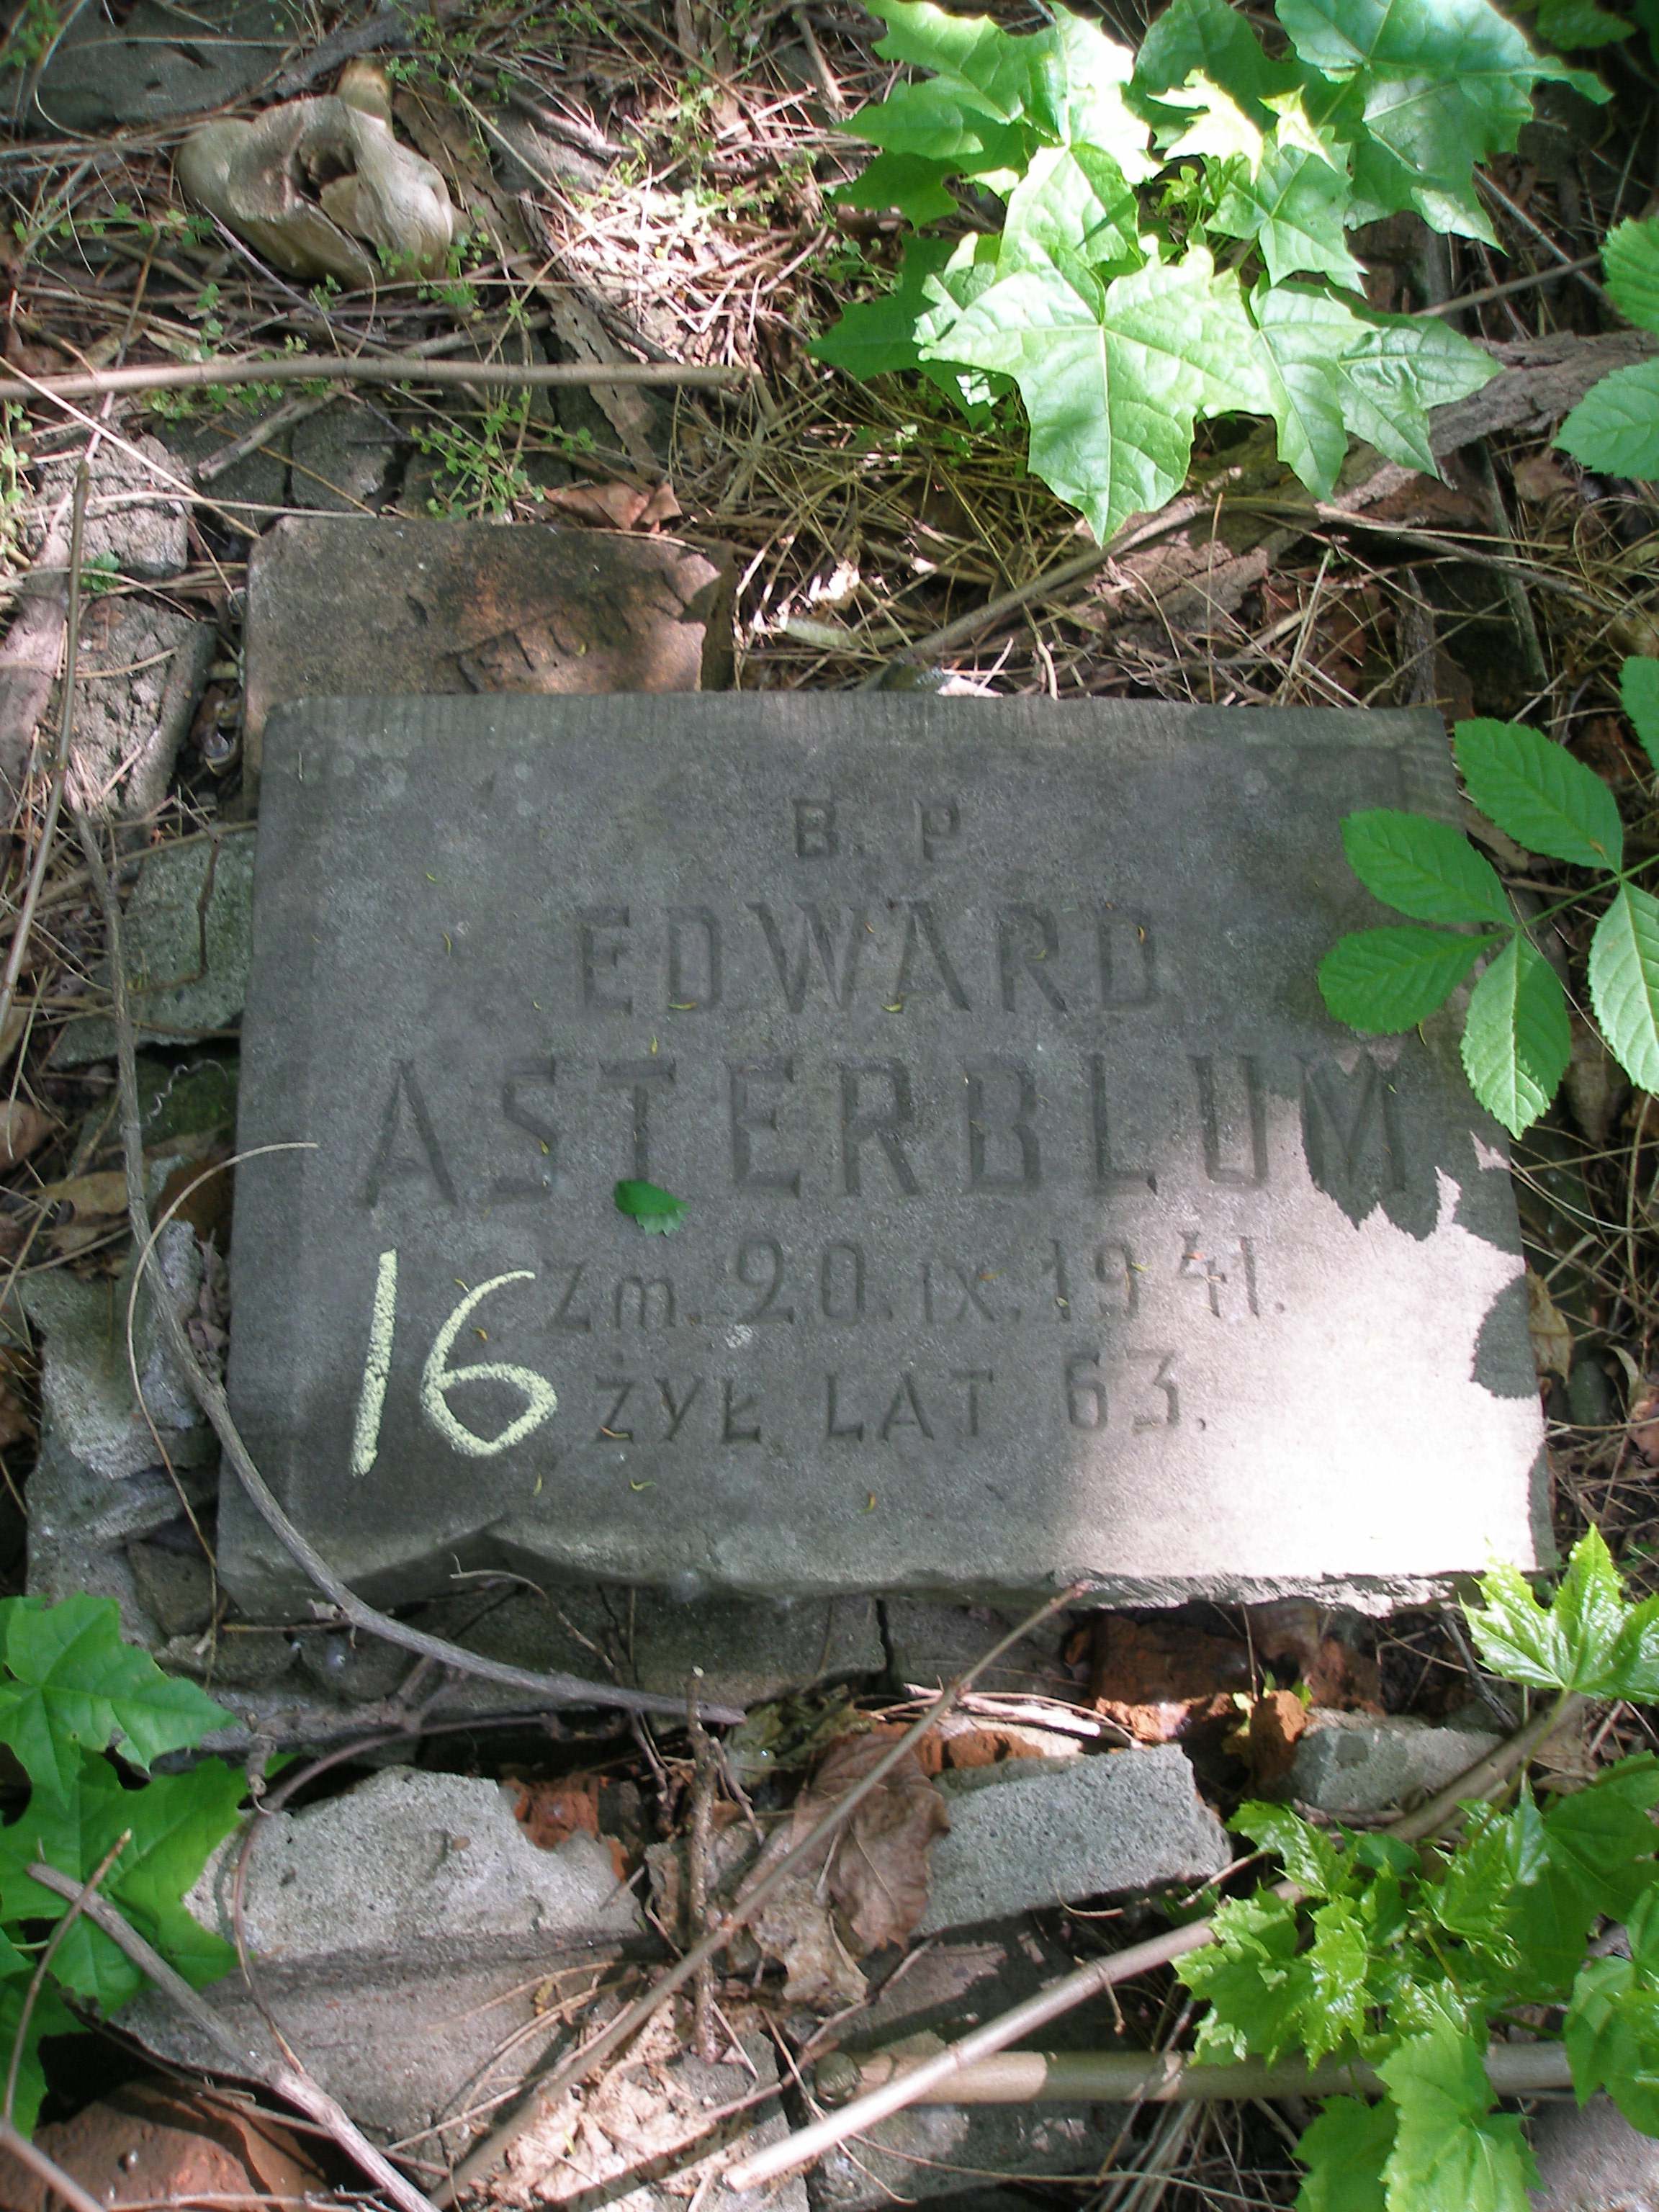 B. P
EDWARD
ASTERBLUM
Zm. 20. IX. 1941.
ŻYŁ LAT 63.
16